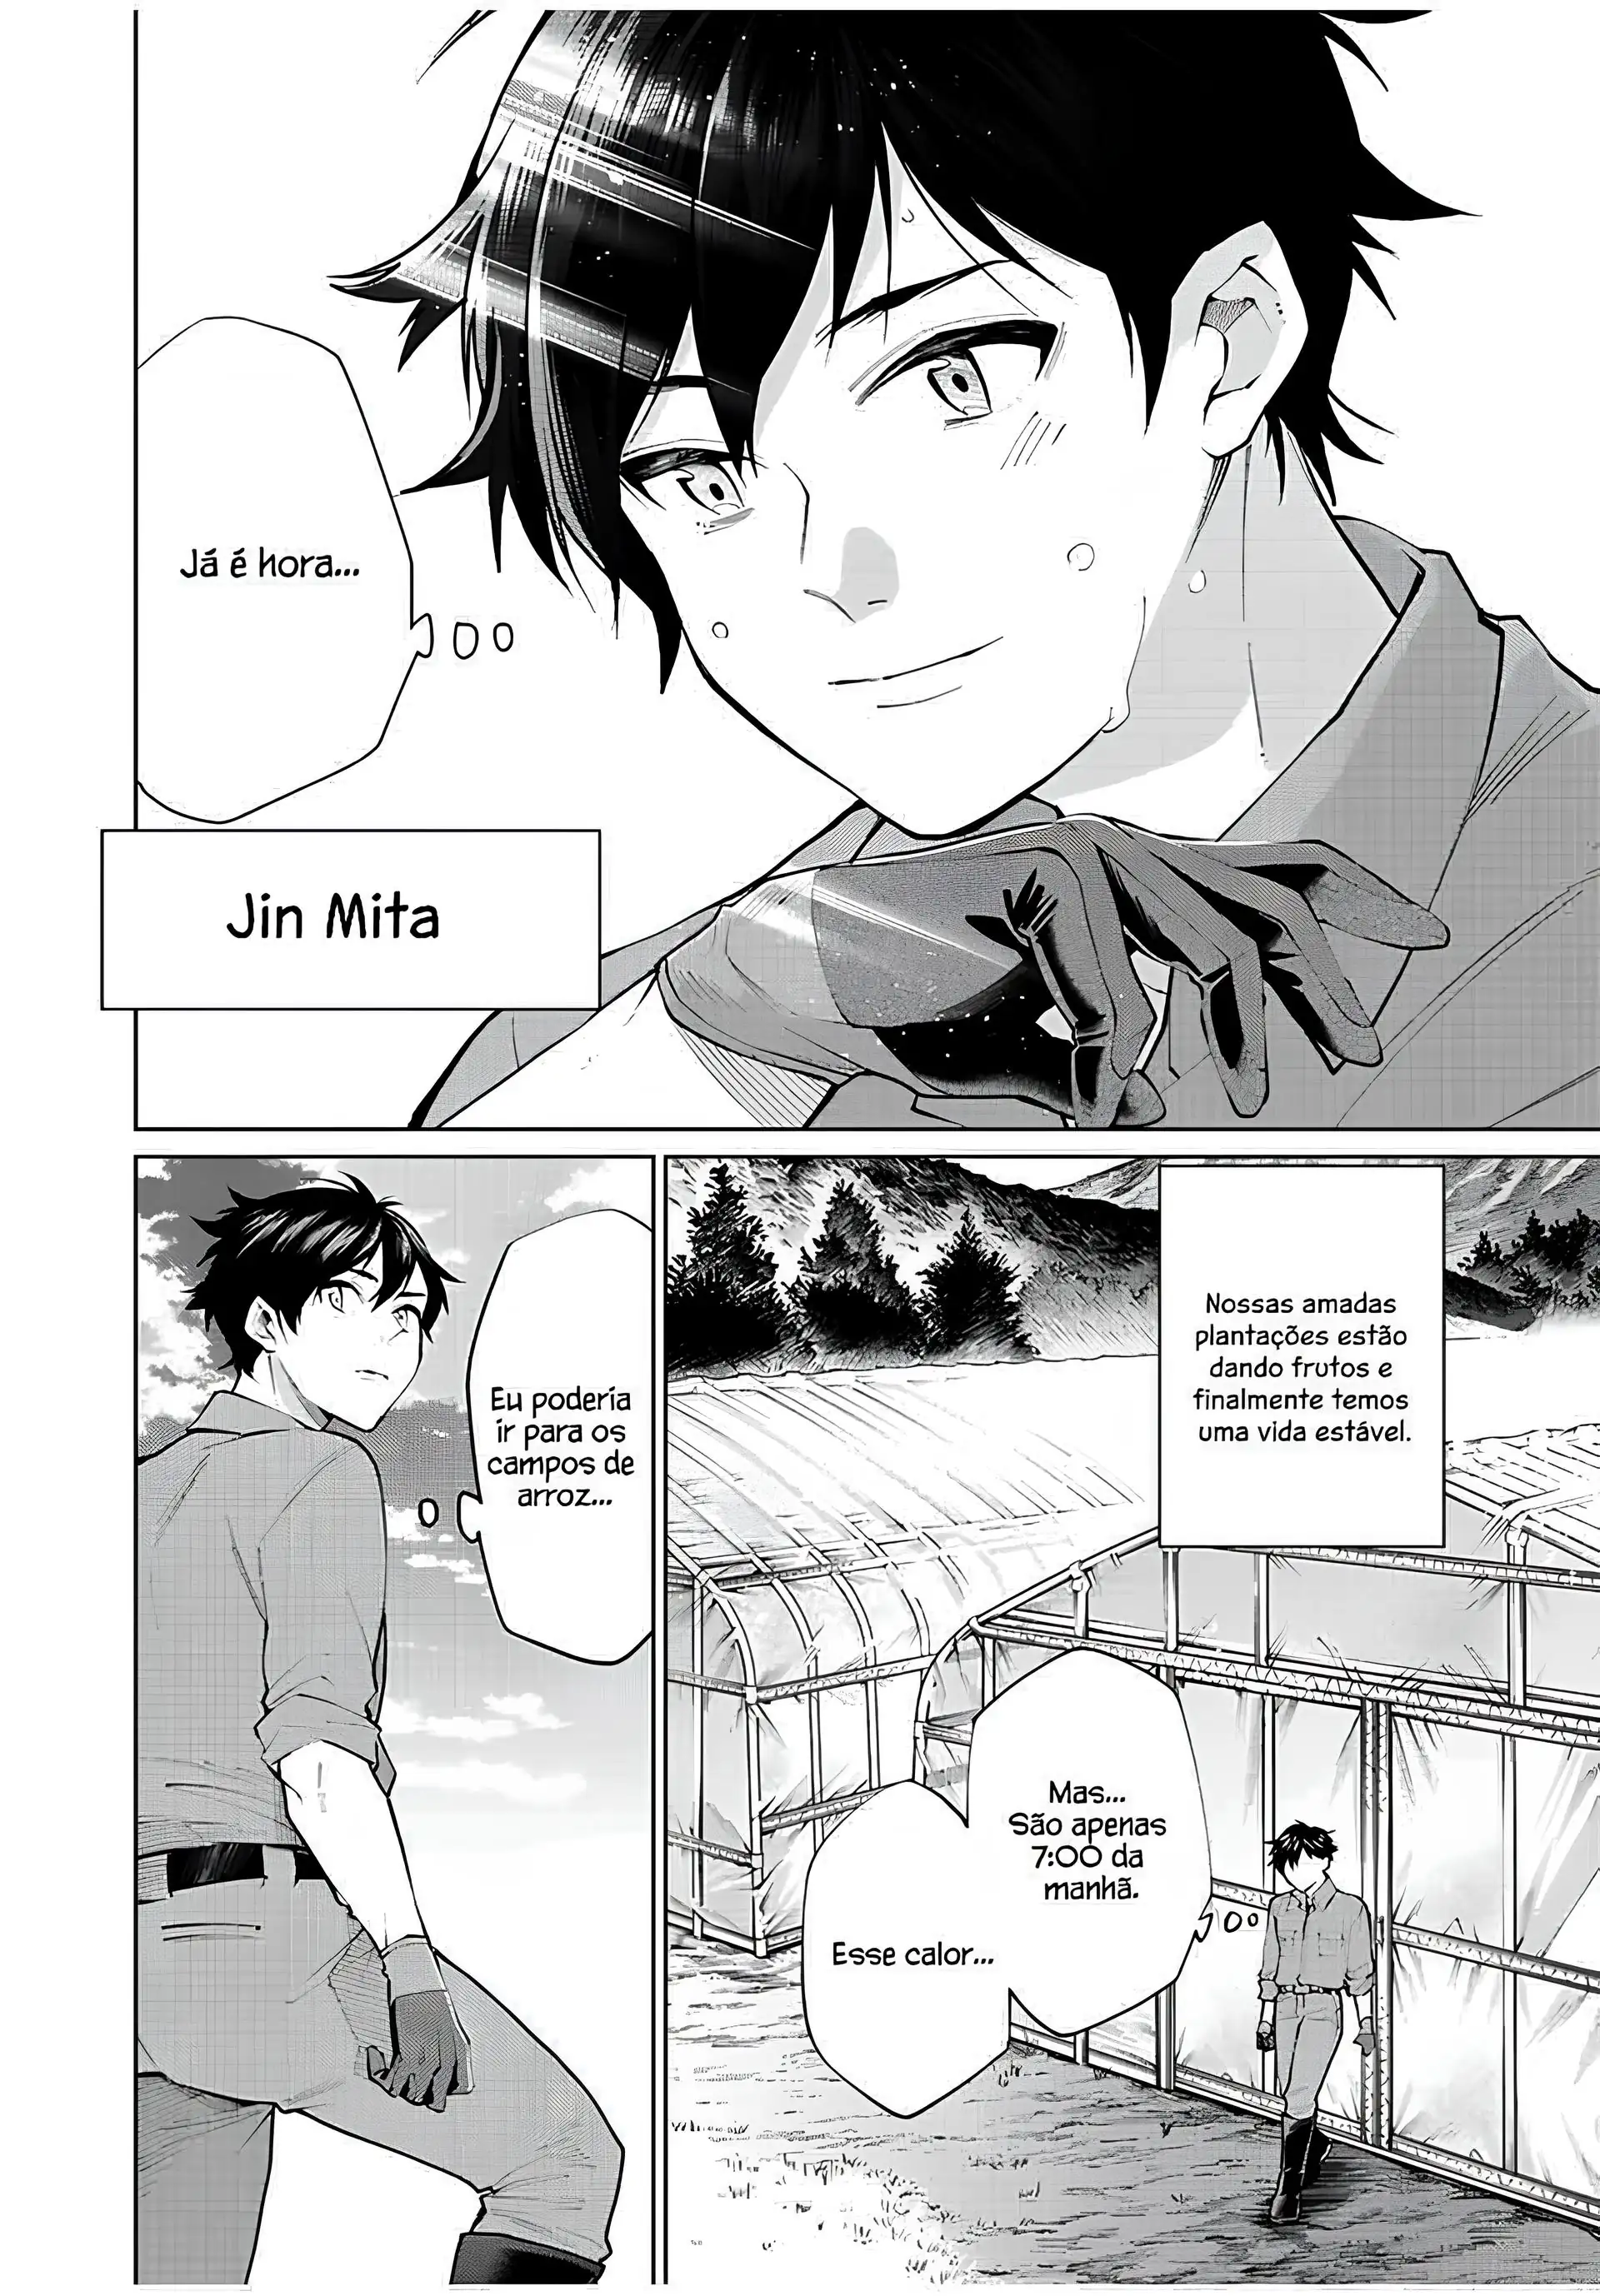 Já é hora...
Jin Mita
Nossas amadas
plantações estão
dando frutos e
finalmente temos
uma vida estável.
Mas...
São apenas
7:00 da
manhã.
Esse calor...
Eu poderia
ir para os
campos de
arroz...